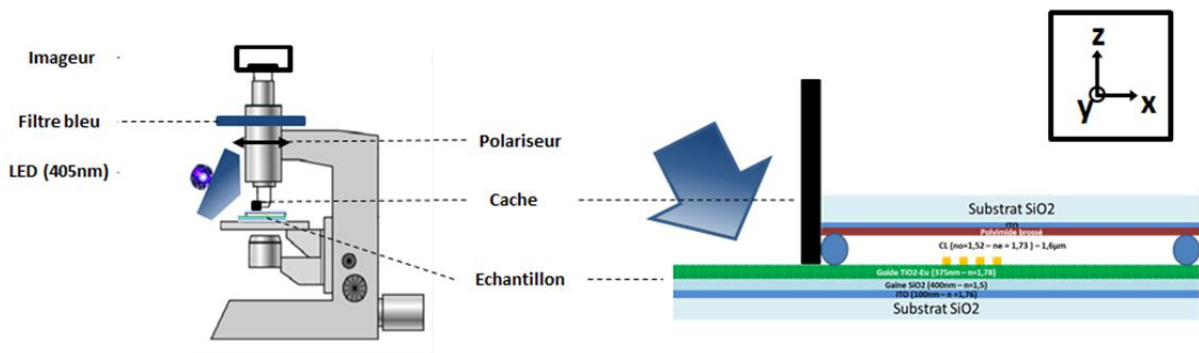 Imageur
Filtre bleu
LED (405nm)
Polariseur
Cache
Echantillon
z
y
x
Substrat SiO2
ITO
Polyimide brossé
CL (no=1,52 – ne = 1,73 ) – 1,6µm
Guide TiO2-Eu (375nm – n=1,78)
Gaine SiO2 (400nm – n=1,5)
ITO (100nm – n =1,76)
Substrat SiO2